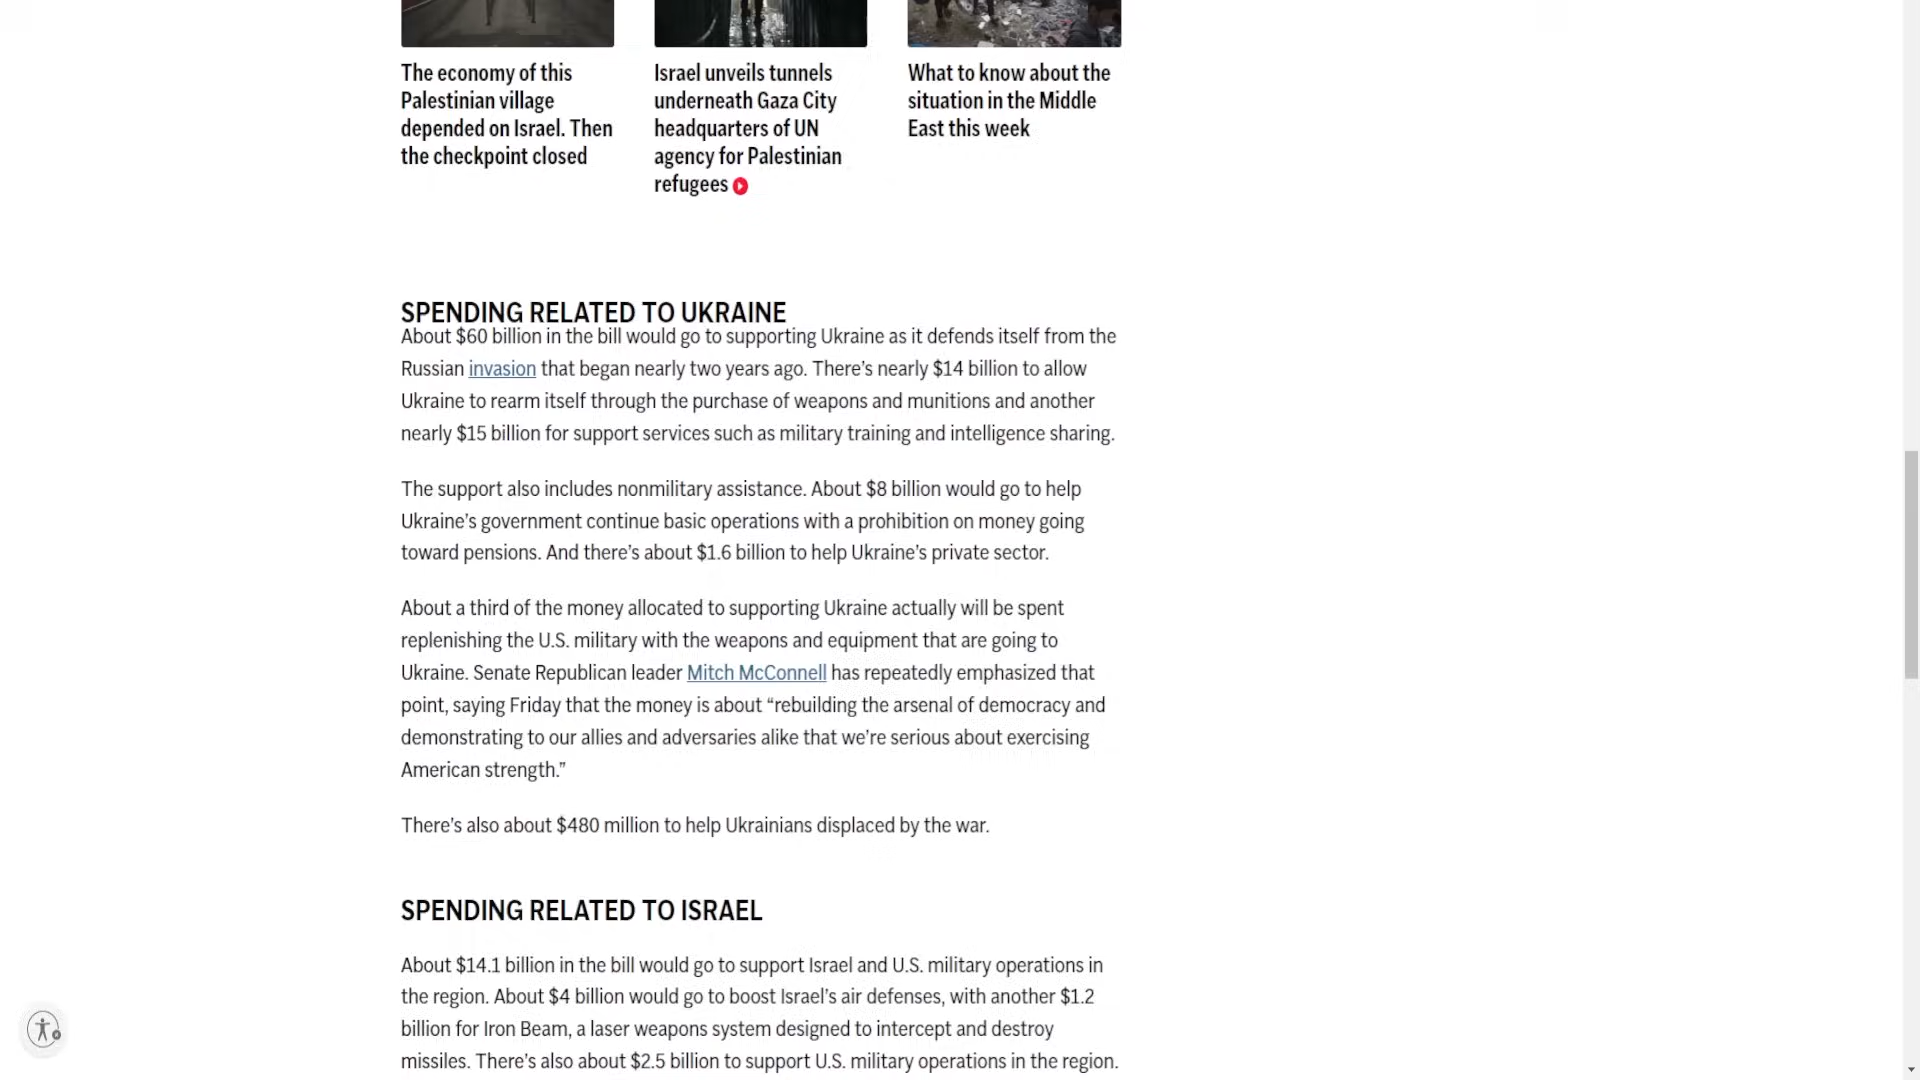 The economy of this
Palestinian village
depended on Israel. Then
the checkpoint closed
Israel unveils tunnels
underneath Gaza City
headquarters of UN
agency for Palestinian
refugees
What to know about the
situation in the Middle
East this week
SPENDING RELATED TO UKRAINE
About $60 billion in the bill would go to supporting Ukraine as it defends itself from the
Russian invasion that began nearly two years ago. There’s nearly $14 billion to allow
Ukraine to rearm itself through the purchase of weapons and munitions and another
nearly $15 billion for support services such as military training and intelligence sharing.
The support also includes nonmilitary assistance. About $8 billion would go to help
Ukraine’s government continue basic operations with a prohibition on money going
toward pensions. And there’s about $1.6 billion to help Ukraine’s private sector.
About a third of the money allocated to supporting Ukraine actually will be spent
replenishing the U.S. military with the weapons and equipment that are going to
Ukraine. Senate Republican leader Mitch McConnell has repeatedly emphasized that
point, saying Friday that the money is about “rebuilding the arsenal of democracy and
demonstrating to our allies and adversaries alike that we’re serious about exercising
American strength.”
There’s also about $480 million to help Ukrainians displaced by the war.
SPENDING RELATED TO ISRAEL
About $14.1 billion in the bill would go to support Israel and U.S. military operations in
the region. About $4 billion would go to boost Israel’s air defenses, with another $1.2
billion for Iron Beam, a laser weapons system designed to intercept and destroy
missiles. There’s also about $2.5 billion to support U.S. military operations in the region.